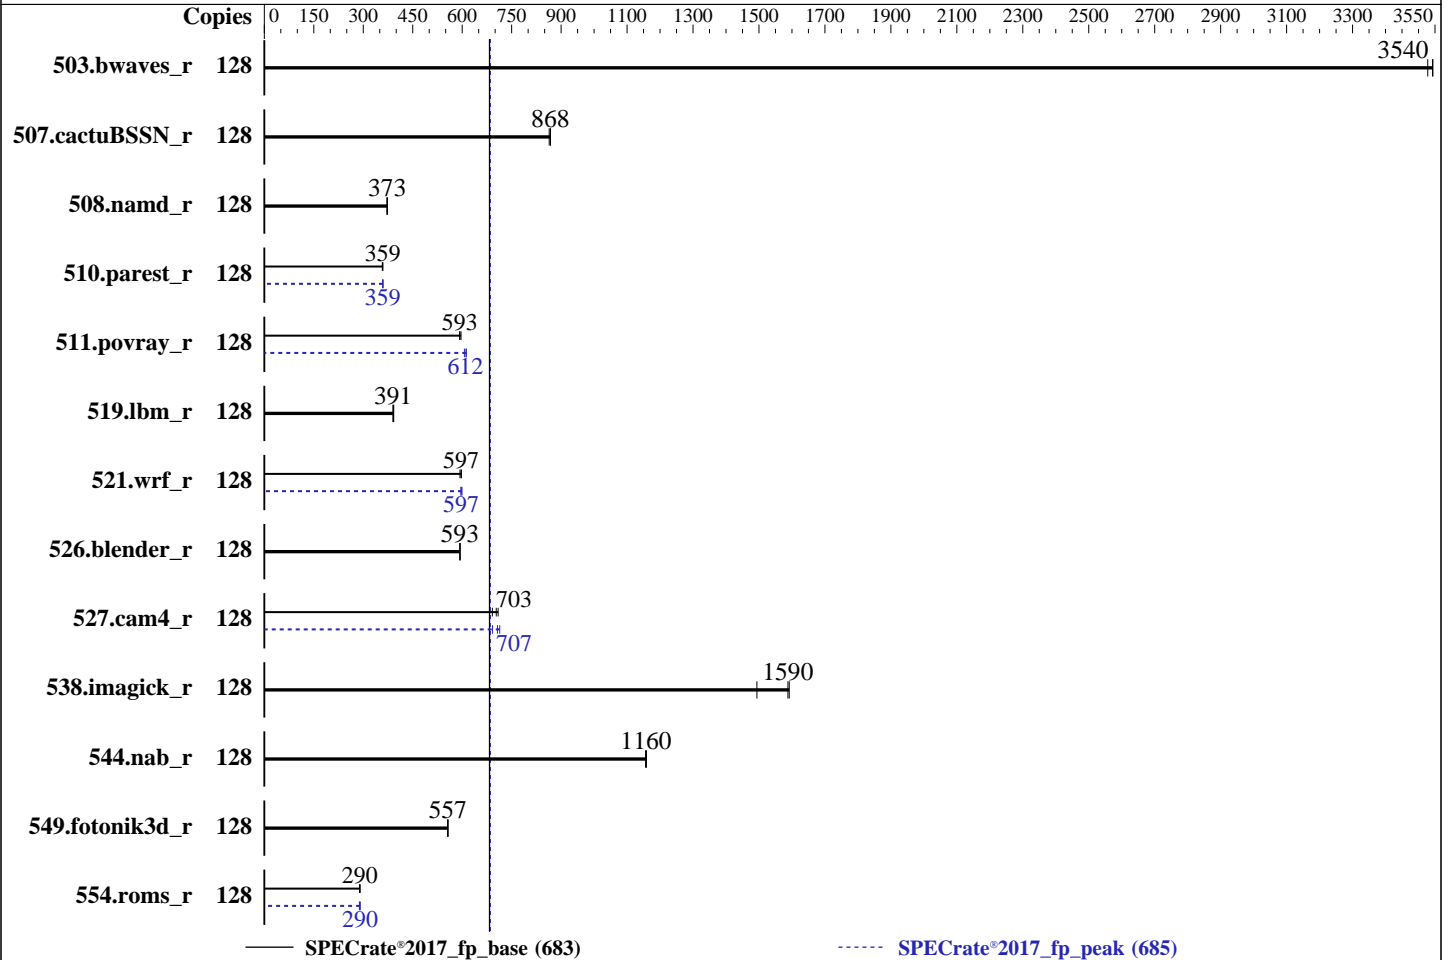 Copies 0 150 300 450 600 750 900 1100 1300 1500 1700 1900 2100 2300 2500 2700 2900 3100 3300 3550
503.bwaves_r 128 3540
507.cactuBSSN_r 128 868
508.namd_r 128 373
510.parest_r 128 359
359
511.povray_r 128 593
612
519.lbm_r 128 391
521.wrf_r 128 597
597
526.blender_r 128 593
527.cam4_r 128 703
707
538.imagick_r 128 1590
544.nab_r 128 1160
549.fotonik3d_r 128 557
554.roms_r 128 290
290
SPECrate®2017_fp_base (683) SPECrate®2017_fp_peak (685)